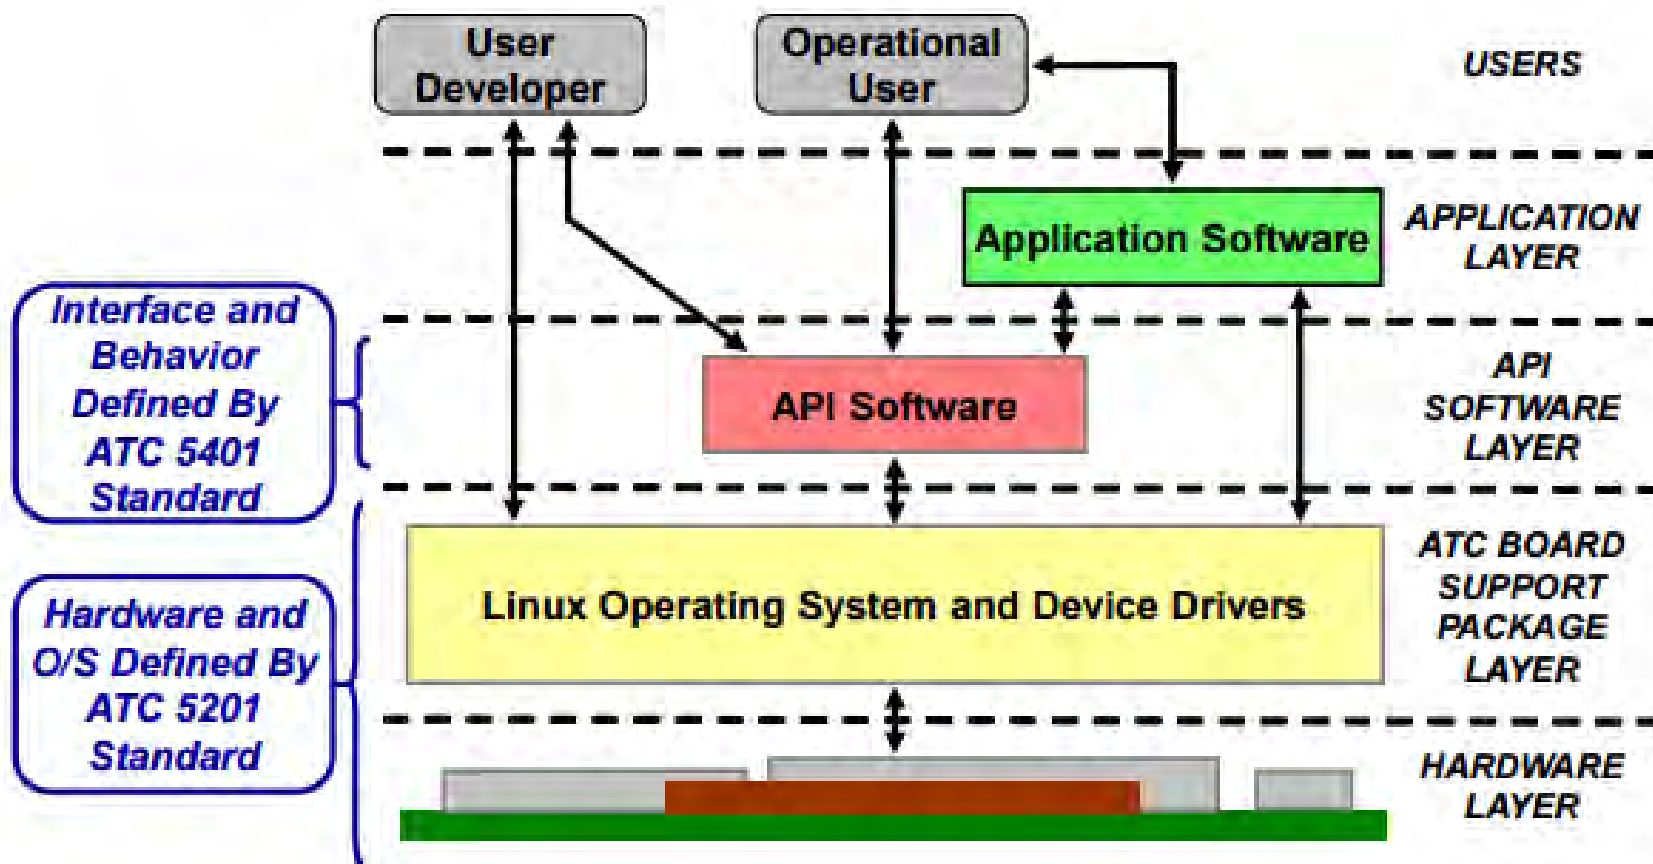 User
Developer
Operational
User
USERS
Application Software
APPLICATION
LAYER
Interface and
Behavior
Defined By
ATC 5401
Standard
API Software
API
SOFTWARE
LAYER
Hardware and
O/S Defined By
ATC 5201
Standard
Linux Operating System and Device Drivers
ATC BOARD
SUPPORT
PACKAGE
LAYER
HARDWARE
LAYER